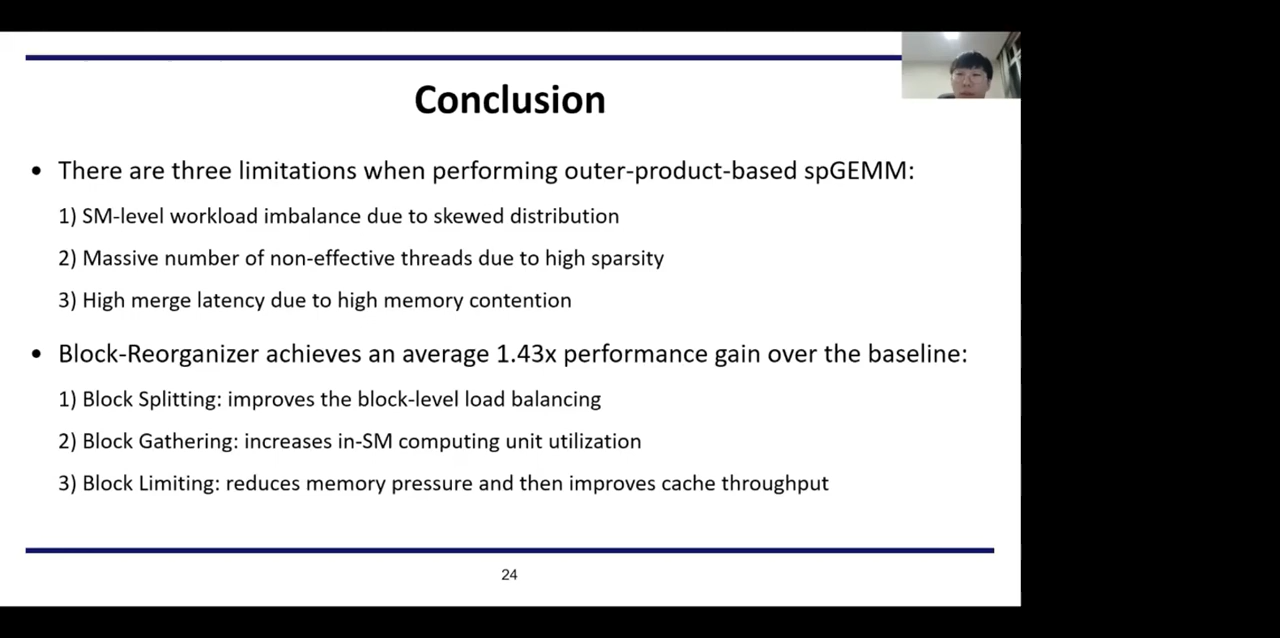 Conclusion
• There are three limitations when performing outer-product-based spGEMM:
1) SM-level workload imbalance due to skewed distribution
2) Massive number of non-effective threads due to high sparsity
3) High merge latency due to high memory contention
• Block-Reorganizer achieves an average 1.43x performance gain over the baseline:
1) Block Splitting: improves the block-level load balancing
2) Block Gathering: increases in-SM computing unit utilization
3) Block Limiting: reduces memory pressure and then improves cache throughput
24